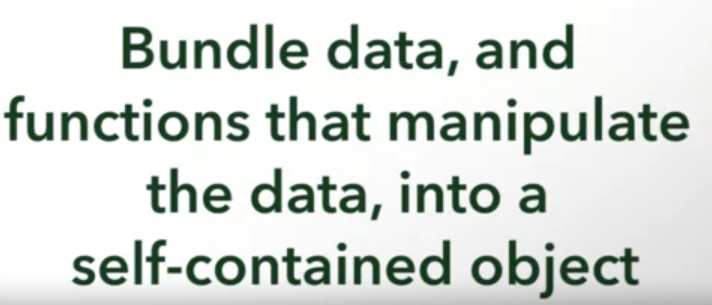 Bundle data, and
functions that manipulate
the data, into a
self-contained object